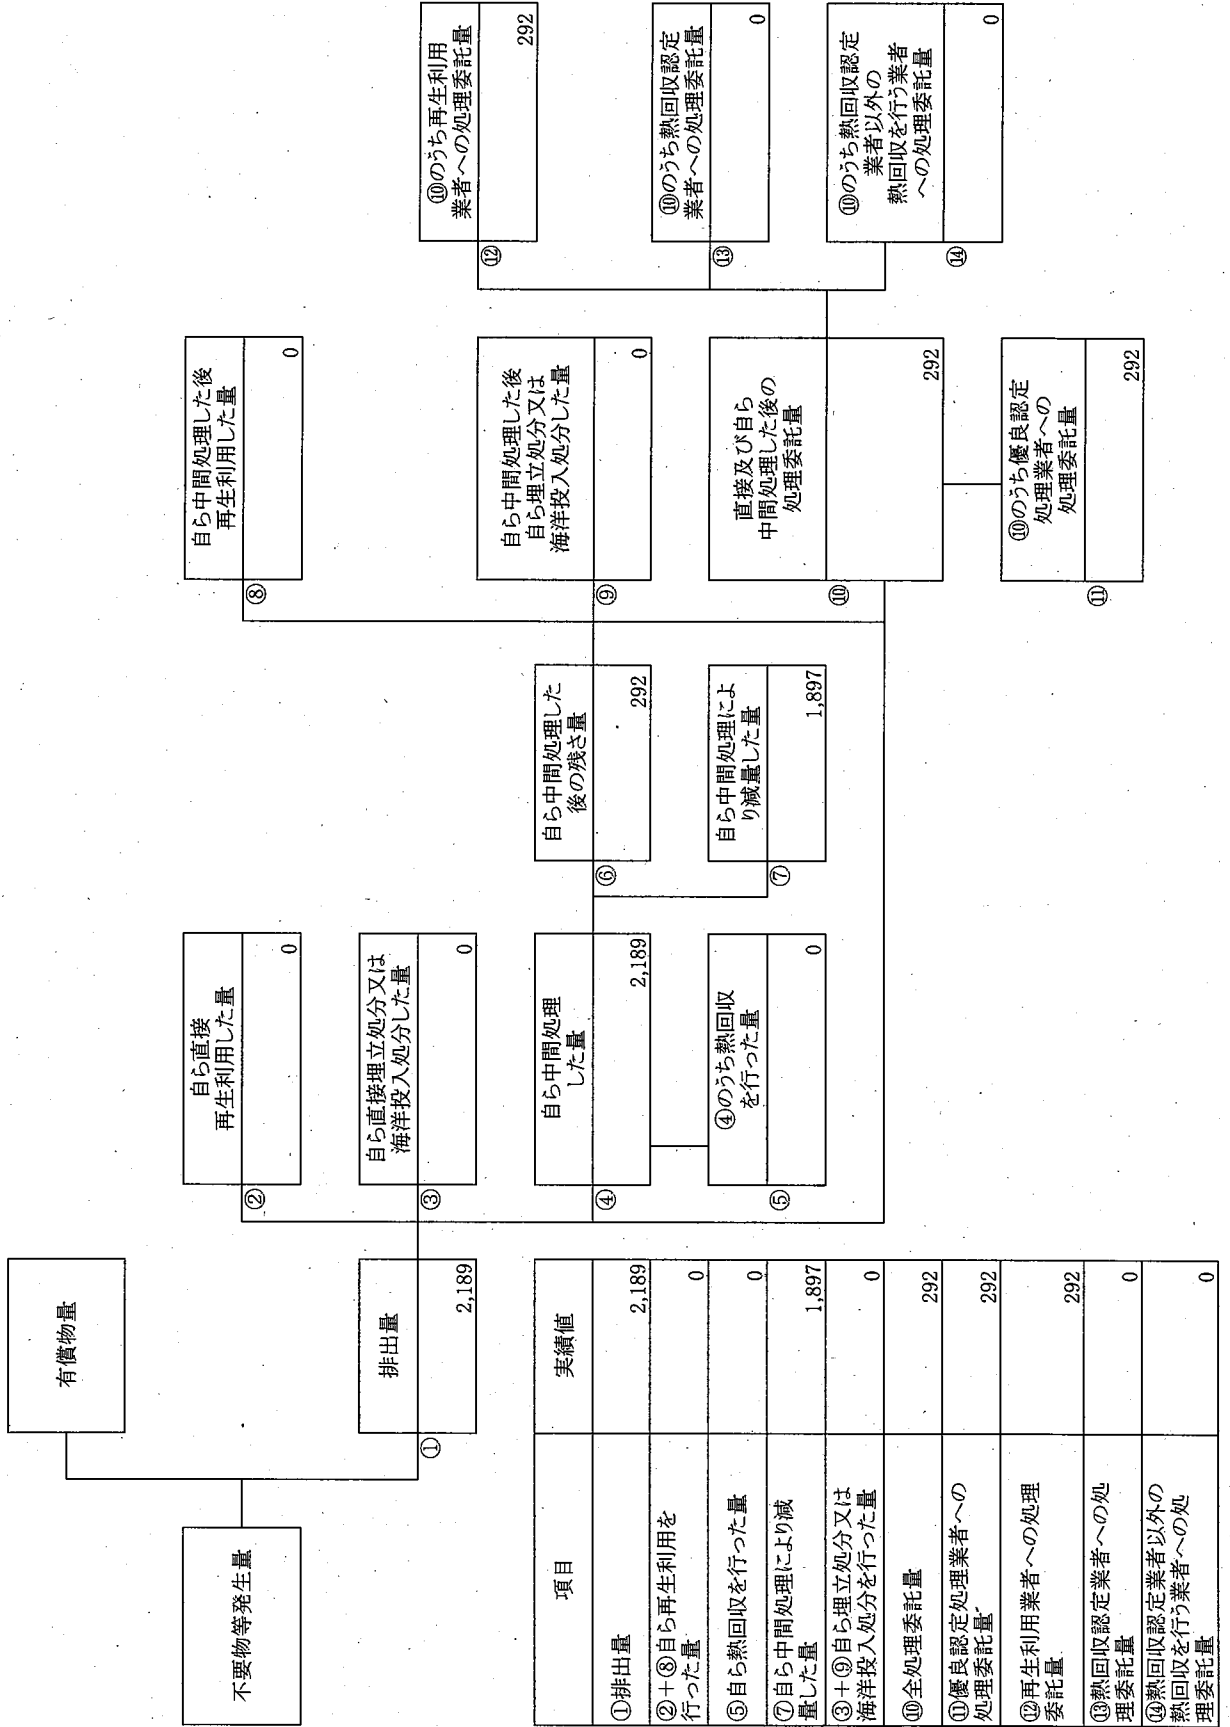 不要物等発生量
有償物量
①
排出量
2,189
②
自ら直接
再生利用した量
0
③
自ら直接埋立処分又は
海洋投入処分した量
0
④
自ら中間処理
した量
2,189
⑤
④のうち熱回収
を行った量
0
⑥
自ら中間処理した
後の残さ量
292
⑦
自ら中間処理によ
り減量した量
1,897
⑧
自ら中間処理した後
再生利用した量
0
⑨
自ら中間処理した後
自ら埋立処分又は
海洋投入処分した量
0
⑩
直接及び自ら
中間処理した後の
処理委託量
292
⑪
⑩のうち優良認定
処理業者への
処理委託量
292
⑫
⑩のうち再生利用
業者への処理委託量
292
⑬
⑩のうち熱回収認定
業者への処理委託量
0
⑭
⑩のうち熱回収認定
業者以外の
熱回収を行う業者
への処理委託量
0
項目 実績値
①排出量 2,189
②+⑧自ら再生利用を
行った量 0
⑤自ら熱回収を行った量 0
⑦自ら中間処理により減
量した量 1,897
③+⑨自ら埋立処分又は
海洋投入処分を行った量 0
⑩全処理委託量 292
⑪優良認定処理業者への
処理委託量 292
⑫再生利用業者への処理
委託量 292
⑬熱回収認定業者への処
理委託量 0
⑭熱回収認定業者以外の
熱回収を行う業者への処
理委託量 0